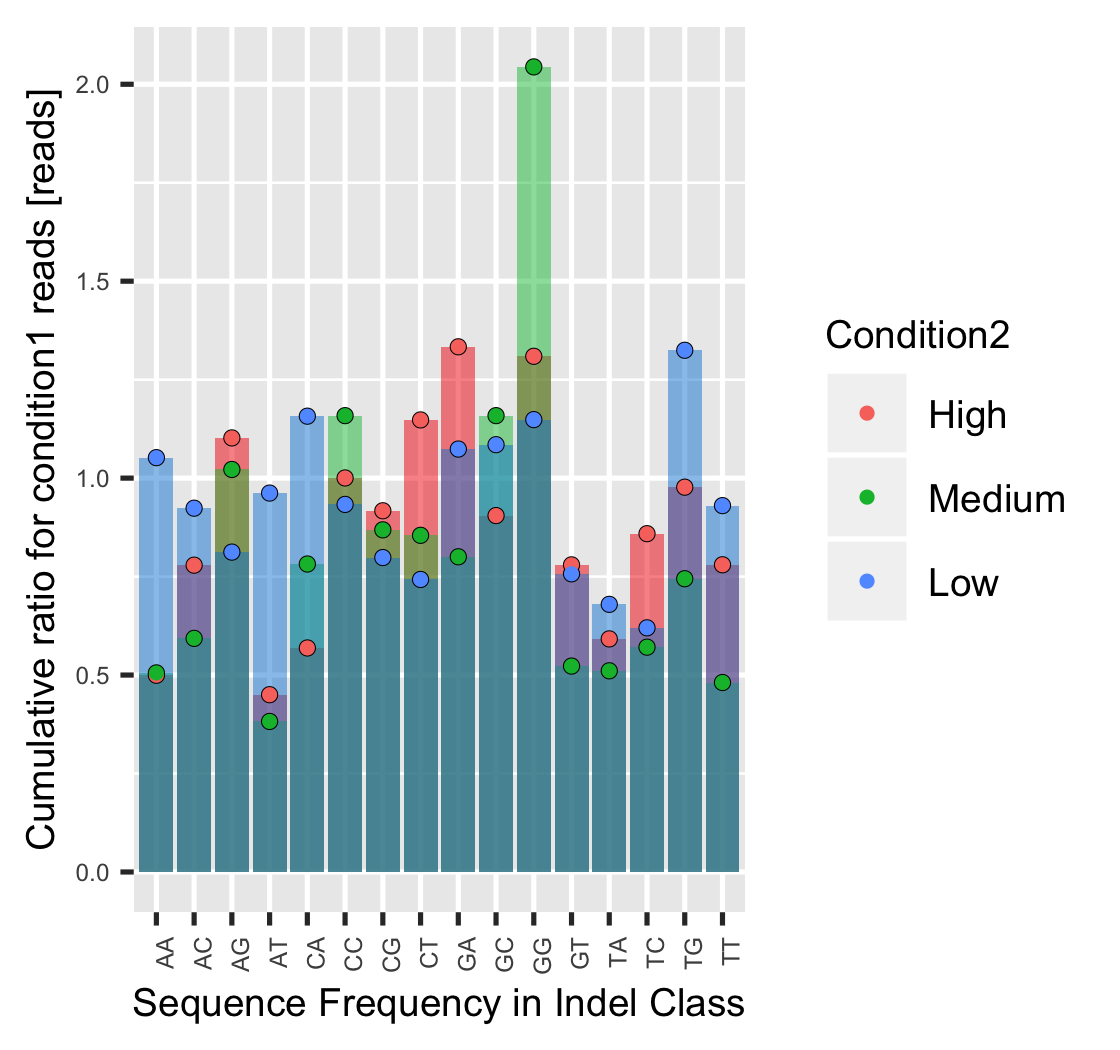 Cumulative ratio for condition1 reads [reads]
2.0
1.5
1.0
0.5
0.0
AA AC AG AT CA CC CG CT GA GC GG GT TA TC TG TT
Sequence Frequency in Indel Class
Condition2
High
Medium
Low